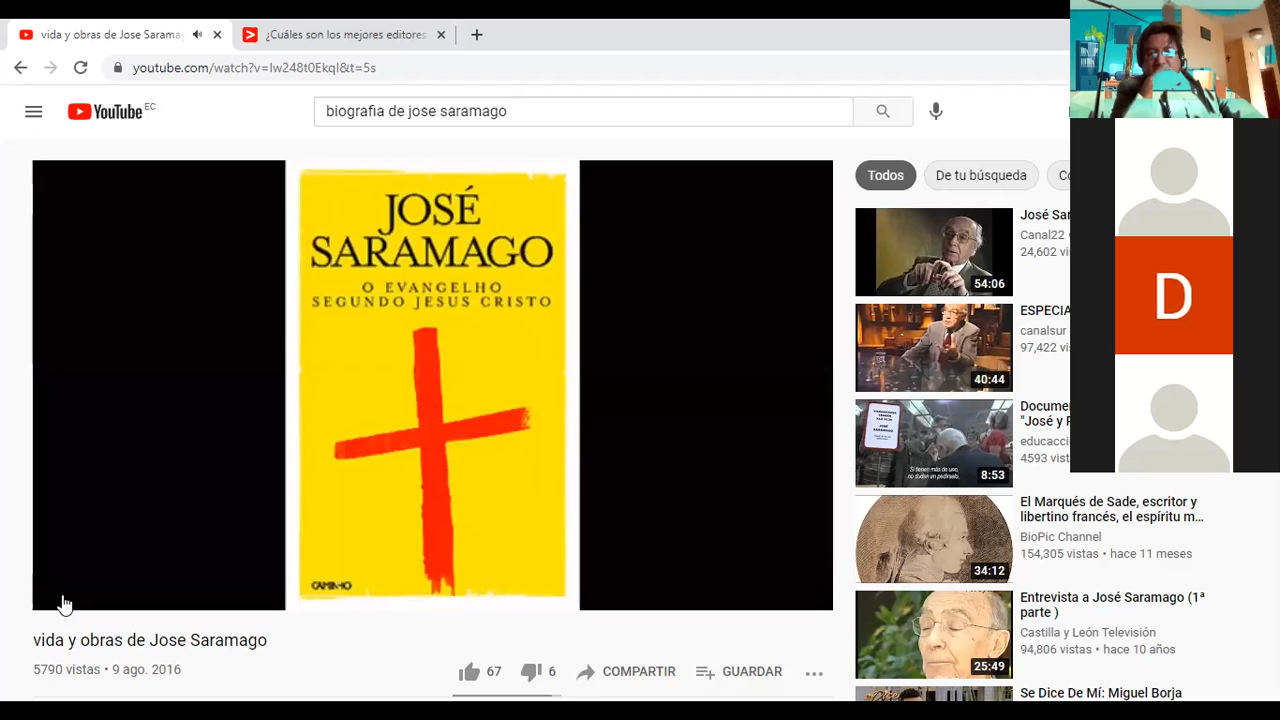 vida y obras de Jose Sarama
¿Cuáles son los mejores editores
youtube.com/watch?v=lw248t0EkqI&t=5s
YouTube EC
biografia de jose saramago
JOSÉ
SARAMAGO
O EVANGELHO
SEGUNDO JESUS CRISTO
CAMINHO
vida y obras de Jose Saramago
5790 vistas • 9 ago. 2016
67
6
COMPARTIR
GUARDAR
Todos
De tu búsqueda
José Sar
Canal22
24,602 vis
54:06
ESPECIA
canalsur
97,422 vis
40:44
Docume
"José y P
educacci
4593 vist
8:53
El Marqués de Sade, escritor y
libertino francés, el espíritu m...
BioPic Channel
154,305 vistas • hace 11 meses
34:12
Entrevista a José Saramago (1ª
parte )
Castilla y León Televisión
94,806 vistas • hace 10 años
25:49
Se Dice De Mí: Miguel Borja
D